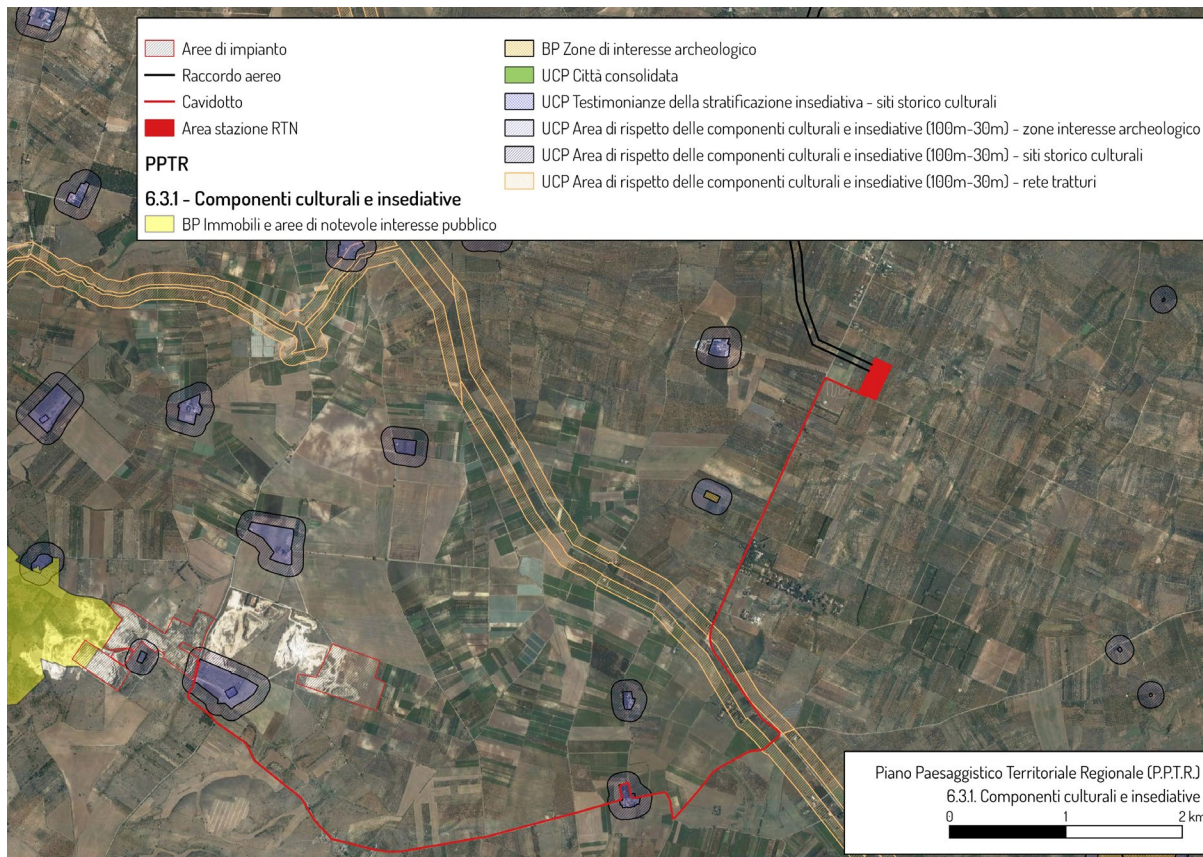 Aree di impianto
Raccordo aereo
Cavidotto
Area stazione RTN
PPTR
6.3.1 - Componenti culturali e insediative
BP Immobili e aree di notevole interesse pubblico
BP Zone di interesse archeologico
UCP Città consolidata
UCP Testimonianze della stratificazione insediativa - siti storico culturali
UCP Area di rispetto delle componenti culturali e insediative (100m-30m) - zone interesse archeologico
UCP Area di rispetto delle componenti culturali e insediative (100m-30m) - siti storico culturali
UCP Area di rispetto delle componenti culturali e insediative (100m-30m) - rete tratturi
Piano Paesaggistico Territoriale Regionale (P.P.T.R.)
6.3.1. Componenti culturali e insediative
0 1 2 km